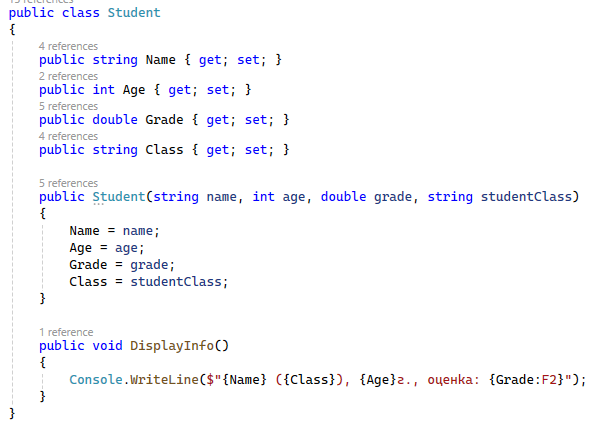 13 references
public class Student
{
4 references
public string Name { get; set; }
2 references
public int Age { get; set; }
5 references
public double Grade { get; set; }
4 references
public string Class { get; set; }
5 references
public Student(string name, int age, double grade, string studentClass)
{
Name = name;
Age = age;
Grade = grade;
Class = studentClass;
}
1 reference
public void DisplayInfo()
{
Console.WriteLine($"{Name} ({Class}), {Age}г., оценка: {Grade:F2}");
}
}